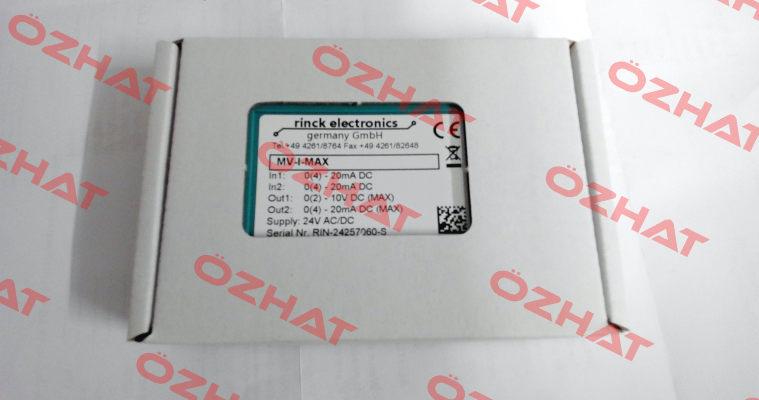 rinck electronics
germany GmbH
Tel +49 4261/8764 Fax +49 4261/82648
CE
MV-I-MAX
In1: 0(4) - 20mA DC
In2: 0(4) - 20mA DC
Out1: 0(2) - 10V DC (MAX)
Out2: 0(4) - 20mA DC (MAX)
Supply: 24V AC/DC
Serial Nr. RIN-24257060-S
ÖZHAT
ÖZHAT
ÖZHAT
ÖZHAT
ÖZHAT
ÖZHAT
ÖZHAT
ÖZHAT
ÖZHAT
ÖZHAT
ÖZHAT
ÖZHAT